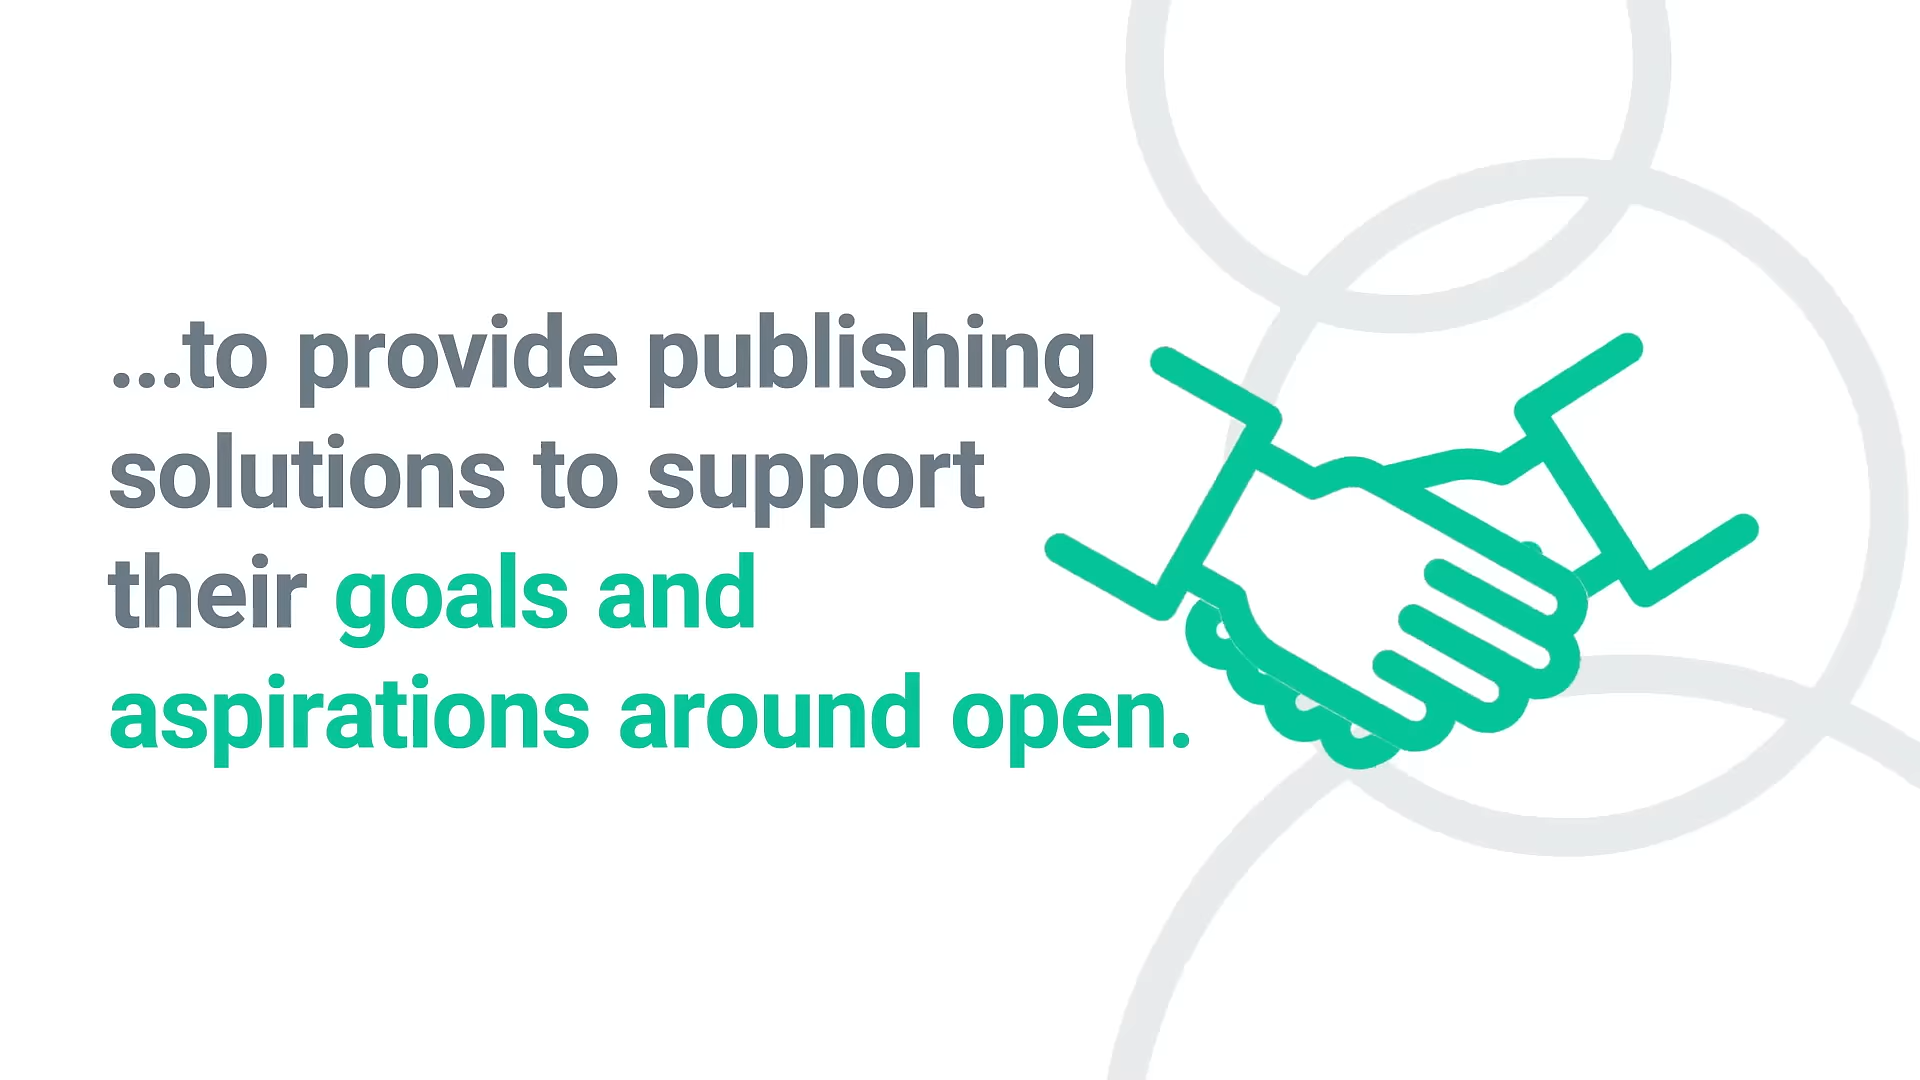 ...to provide publishing
solutions to support
their goals and
aspirations around open.